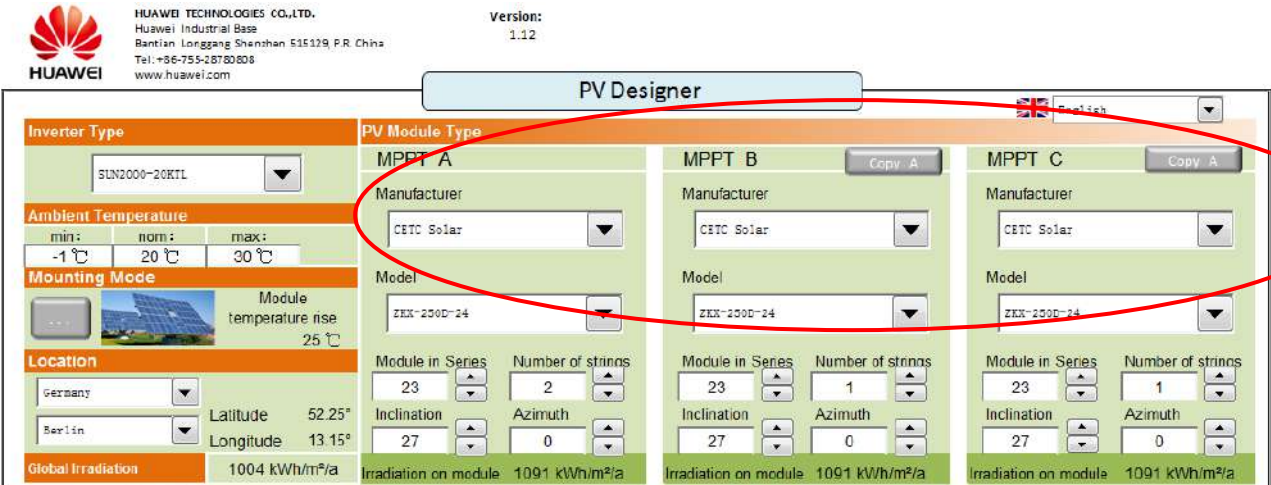 HUAWEI TECHNOLOGIES CO.,LTD.
Huawei Industrial Base
Bantian Longgang Shenzhen 515129, P.R. China
Tel: +86-755-28780808
www.huawei.com
HUAWEI
Version:
1.12
PV Designer
English
Inverter Type
SUN2000-20KTL
Ambient Temperature
min: nom: max:
-1 ℃ 20 ℃ 30 ℃
Mounting Mode
...
Module
temperature rise
25 ℃
Location
Germany
Berlin
Latitude 52.25°
Longitude 13.15°
Global Irradiation 1004 kWh/m²/a
PV Module Type
MPPT A
Manufacturer
CETC Solar
Model
ZKX-250D-24
Module in Series Number of strings
23 2
Inclination Azimuth
27 0
Irradiation on module 1091 kWh/m²/a
MPPT B Copy A
Manufacturer
CETC Solar
Model
ZKX-250D-24
Module in Series Number of strings
23 1
Inclination Azimuth
27 0
Irradiation on module 1091 kWh/m²/a
MPPT C Copy A
Manufacturer
CETC Solar
Model
ZKX-250D-24
Module in Series Number of strings
23 1
Inclination Azimuth
27 0
Irradiation on module 1091 kWh/m²/a